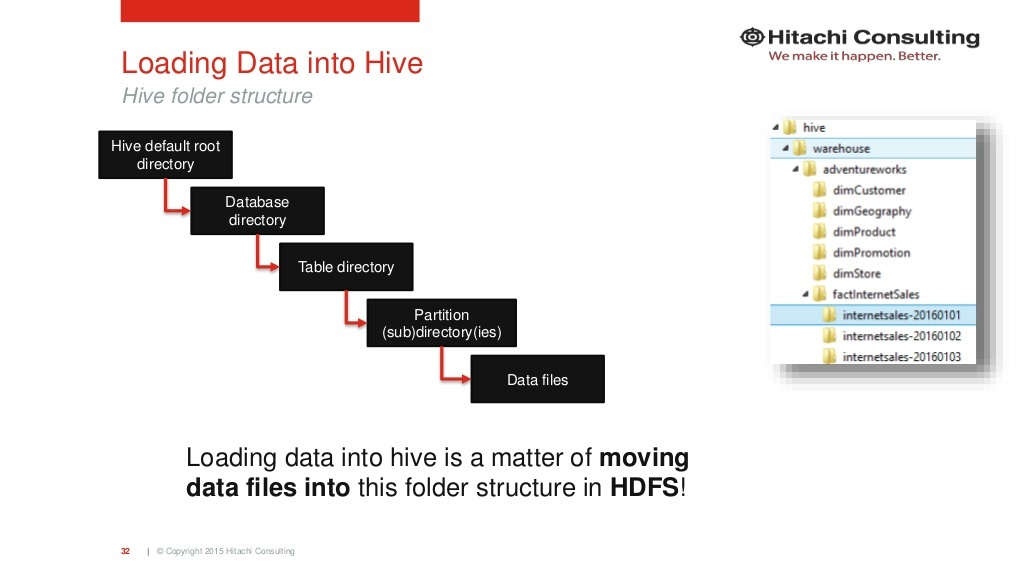 Hitachi Consulting
We make it happen. Better.
Loading Data into Hive
Hive folder structure
Hive default root
directory
Database
directory
Table directory
Partition
(sub)directory(ies)
Data files
hive
warehouse
adventureworks
dimCustomer
dimGeography
dimProduct
dimPromotion
dimStore
factInternetSales
internetsales-20160101
internetsales-20160102
internetsales-20160103
Loading data into hive is a matter of moving
data files into this folder structure in HDFS!
32 | © Copyright 2015 Hitachi Consulting